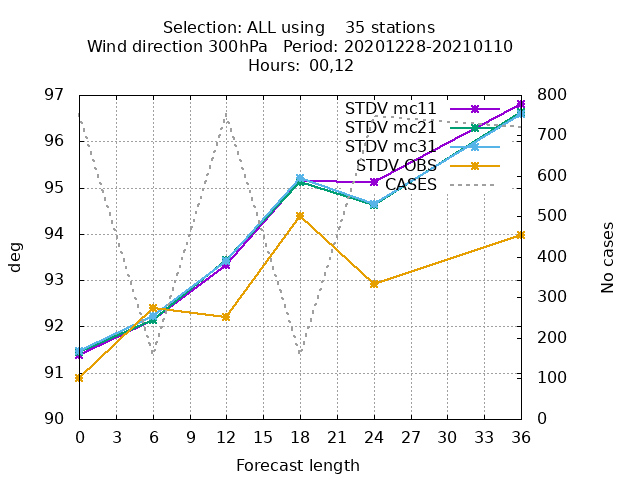 Selection: ALL using    35 stations
Wind direction 300hPa   Period: 20201228-20210110
Hours: 00,12
97 800
STDV mc11
STDV mc21
96 700
STDV mc31
STDV OBS
95 600
CASES
94 500
deg
No cases
93 400
300
92 200
91 100
90 0
0 3 6 9 12 15 18 21 24 27 30 33 36
Forecast length